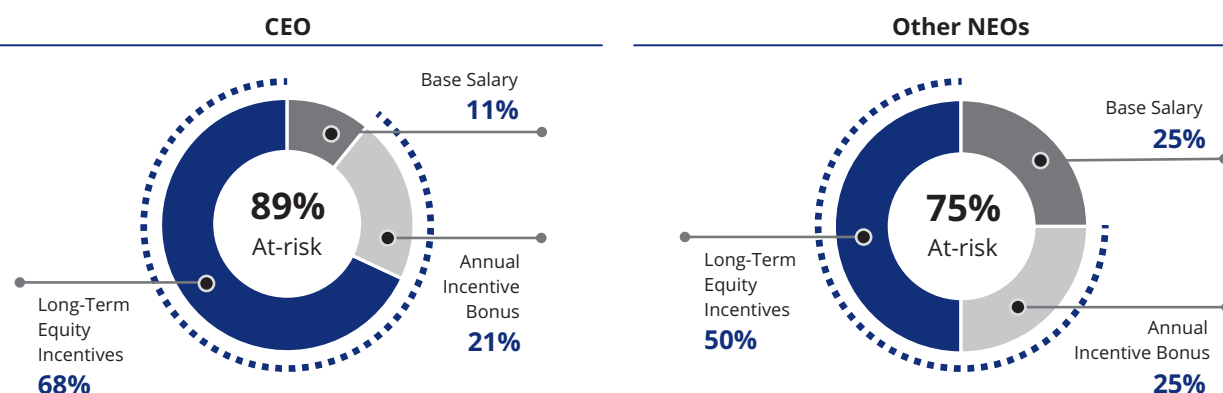 CEO
Base Salary
11%
89%
At-risk
Annual
Incentive
Bonus
21%
Long-Term
Equity
Incentives
68%
Other NEOs
Base Salary
25%
75%
At-risk
Long-Term
Equity
Incentives
50%
Annual
Incentive Bonus
25%